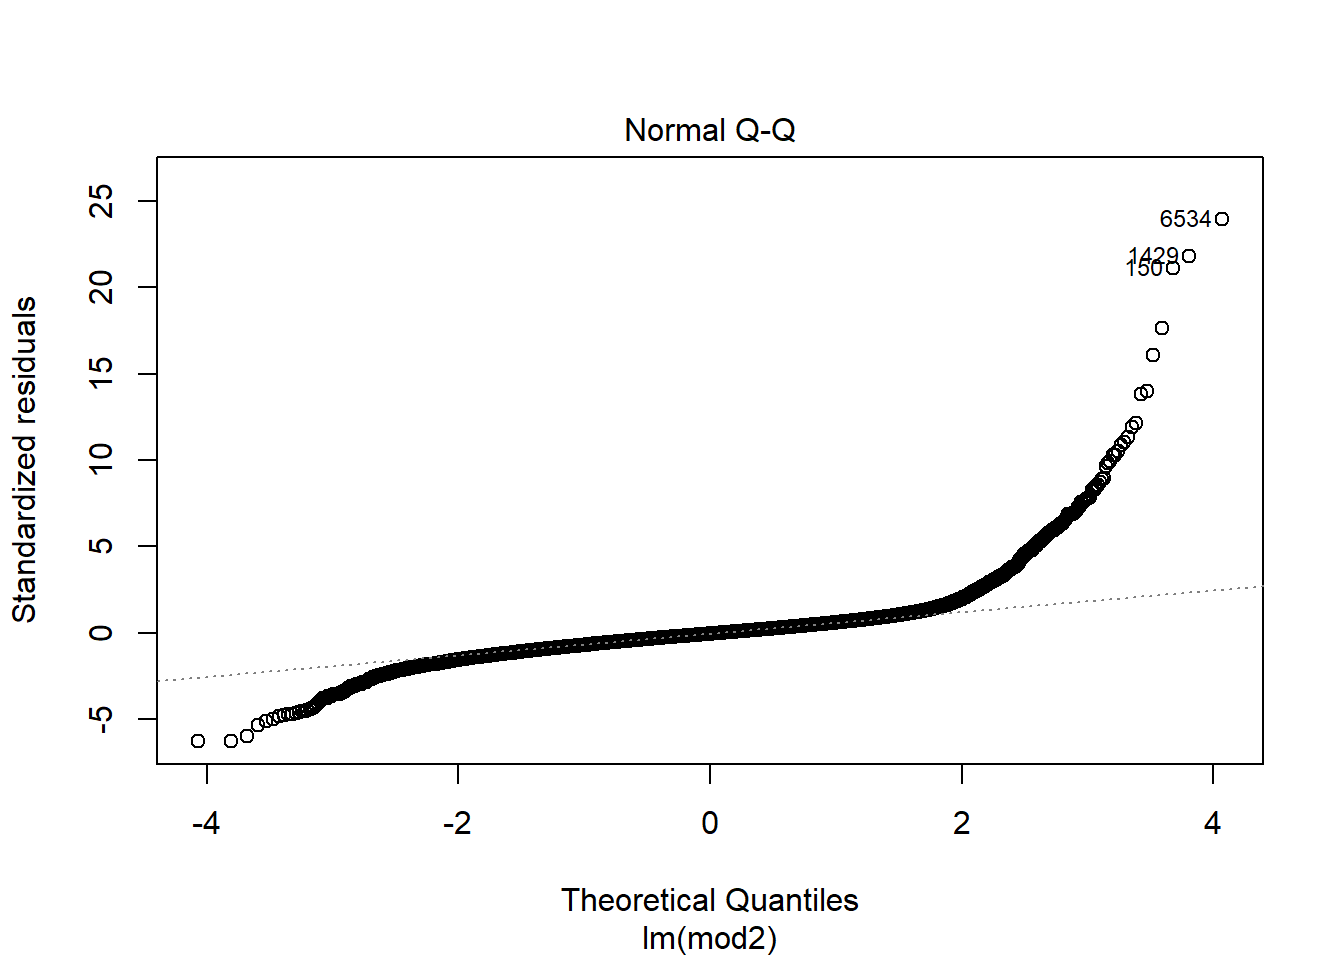 Normal Q-Q
Standardized residuals
25
20
15
10
5
0
-5
6534
1429
150
-4 -2 0 2 4
Theoretical Quantiles
lm(mod2)